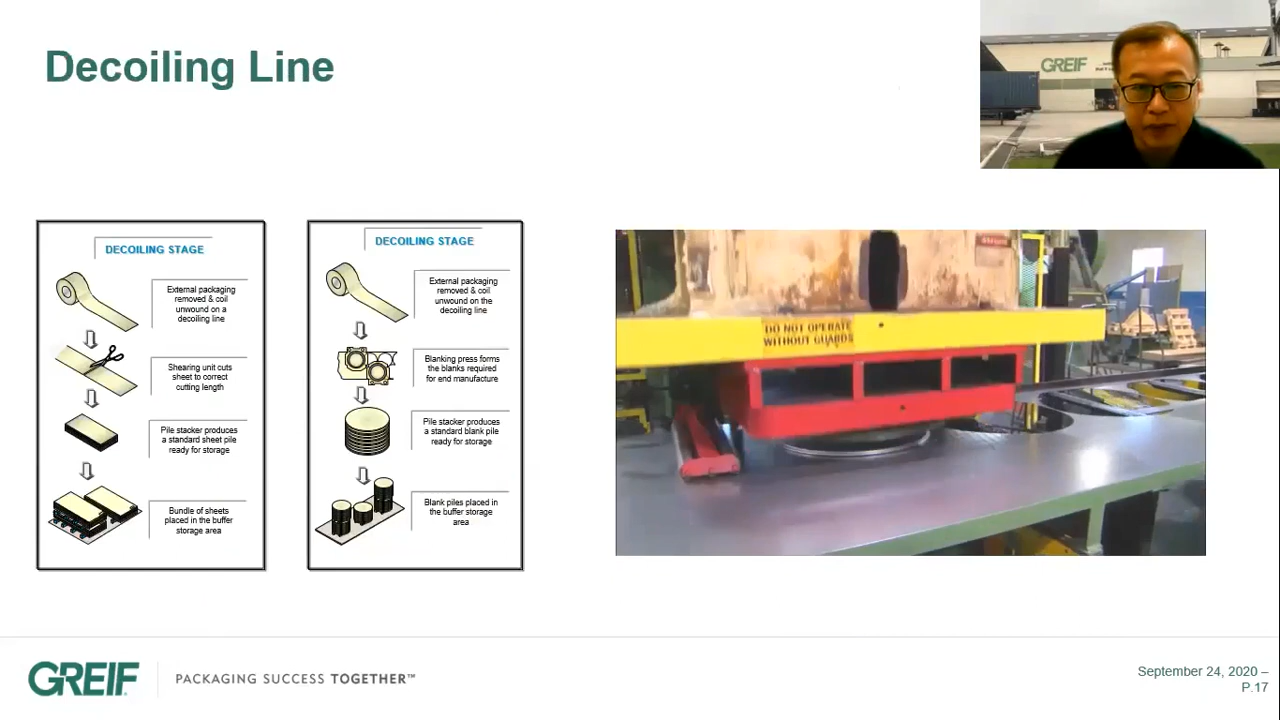 Decoiling Line
GREIF
DECOILING STAGE
External packaging
removed & coil
unwound on a
decoiling line
Shearing unit cuts
sheet to correct
cutting length
Pile stacker produces
a standard sheet pile
ready for storage
Bundle of sheets
placed in the buffer
storage area
DECOILING STAGE
External packaging
removed & coil
unwound on the
decoiling line
Blanking press forms
the blanks required
for end manufacture
Pile stacker produces
a standard blank pile
ready for storage
Blank piles placed in
the buffer storage
area
DO NOT OPERATE
WITHOUT GUARDS
GREIF
PACKAGING SUCCESS TOGETHER™
September 24, 2020 –
P.17